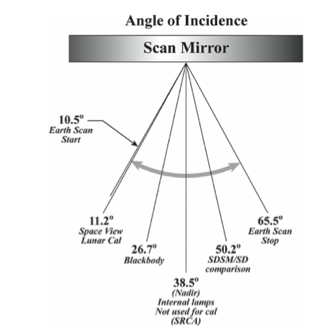 Angle of Incidence
Scan Mirror
10.5°
Earth Scan
Start
11.2°
Space View
Lunar Cal
26.7°
Blackbody
38.5°
(Nadir)
Internal lamps
Not used for cal
(SRCA)
50.2°
SDSM/SD
comparison
65.5°
Earth Scan
Stop